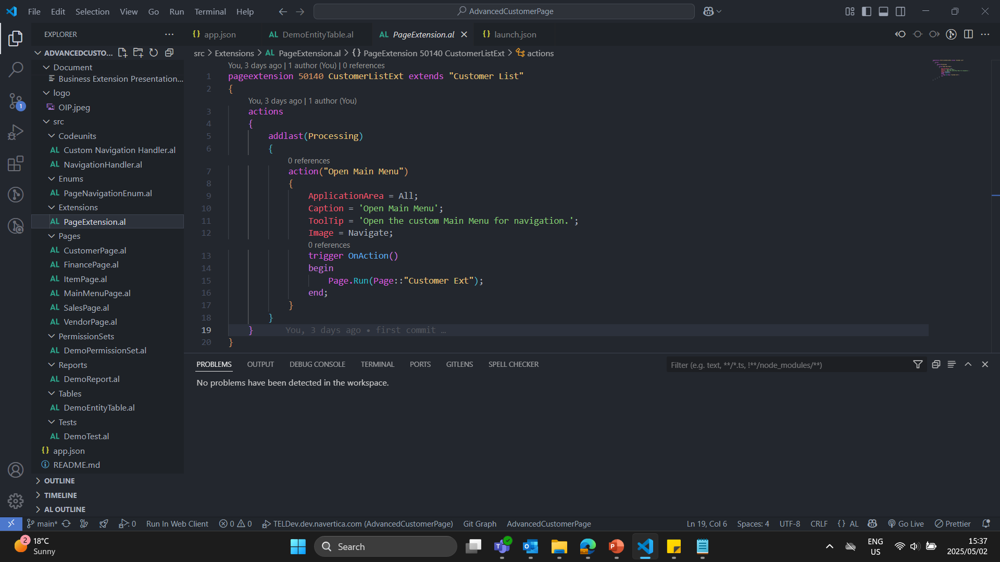 File Edit Selection View Go Run Terminal Help
AdvancedCustomerPage
EXPLORER
ADVANCEDCUSTO...
Document
Business Extension Presentation...
logo
OIP.jpeg
src
Codeunits
AL Custom Navigation Handler.al
AL NavigationHandler.al
Enums
AL PageNavigationEnum.al
Extensions
AL PageExtension.al
Pages
AL CustomerPage.al
AL FinancePage.al
AL ItemPage.al
AL MainMenuPage.al
AL SalesPage.al
AL VendorPage.al
PermissionSets
AL DemoPermissionSet.al
Reports
AL DemoReport.al
Tables
AL DemoEntityTable.al
Tests
AL DemoTest.al
{} app.json
README.md
OUTLINE
TIMELINE
AL OUTLINE
1
{} app.json
AL DemoEntityTable.al
AL PageExtension.al
{} launch.json
src > Extensions > AL PageExtension.al > {} PageExtension 50140 CustomerListExt > actions
You, 3 days ago | 1 author (You) | 0 references
1 pageextension 50140 CustomerListExt extends "Customer List"
2 {
You, 3 days ago | 1 author (You)
3 actions
4 {
5 addlast(Processing)
6 {
0 references
7 action("Open Main Menu")
8 {
9 ApplicationArea = All;
10 Caption = 'Open Main Menu';
11 ToolTip = 'Open the custom Main Menu for navigation.';
12 Image = Navigate;
0 references
13 trigger OnAction()
14 begin
15 Page.Run(Page::"Customer Ext");
16 end;
17 }
18 }
19 } You, 3 days ago • first commit …
20 }
PROBLEMS OUTPUT DEBUG CONSOLE TERMINAL PORTS GITLENS SPELL CHECKER
Filter (e.g. text, **/*.ts, !**/node_modules/**)
No problems have been detected in the workspace.
main* 0 Run In Web Client 0 0 TELDev.dev.navertica.com (AdvancedCustomerPage) Git Graph AdvancedCustomerPage
Ln 19, Col 6 Spaces: 4 UTF-8 CRLF {} AL Go Live Prettier
2
18°C
Sunny
Search
ENG
US
15:37
2025/05/02